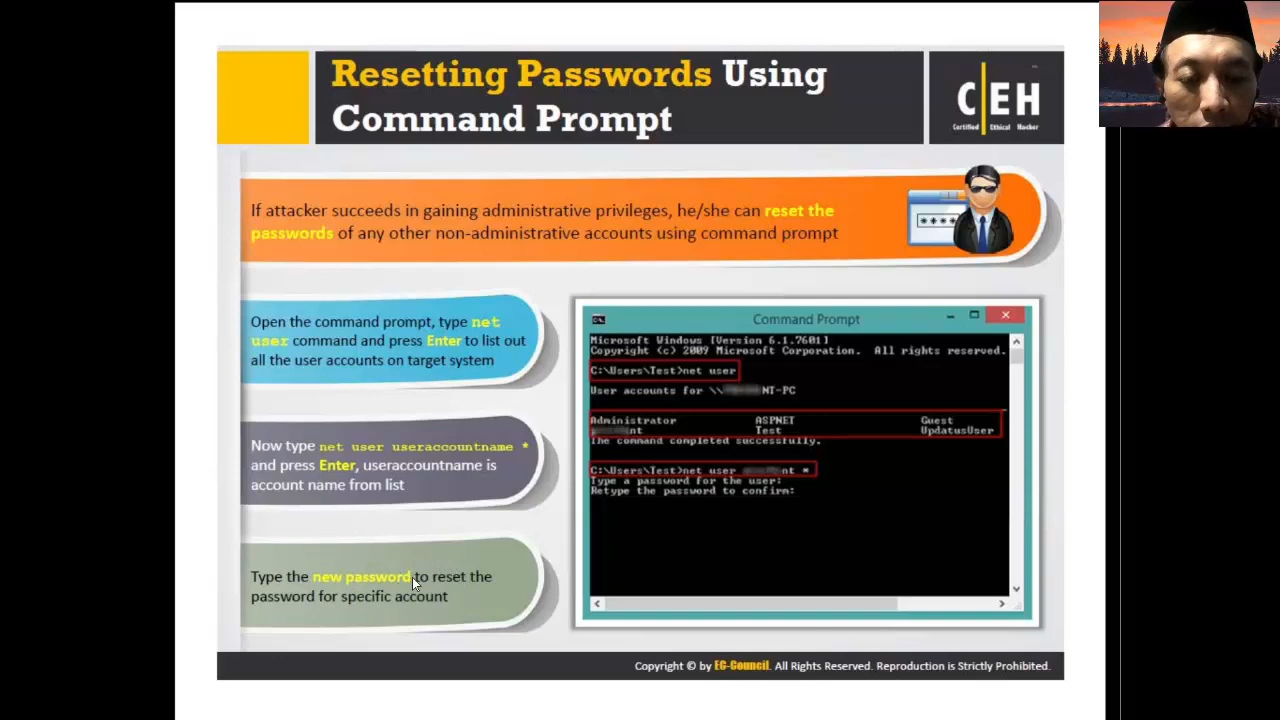 Resetting Passwords Using
Command Prompt
C|EH
Certified Ethical Hacker
If attacker succeeds in gaining administrative privileges, he/she can reset the
passwords of any other non-administrative accounts using command prompt
****
Open the command prompt, type net
user command and press Enter to list out
all the user accounts on target system
Now type net user useraccountname *
and press Enter, useraccountname is
account name from list
Type the new password to reset the
password for specific account
Command Prompt
Microsoft Windows [Version 6.1.7601]
Copyright (c) 2009 Microsoft Corporation. All rights reserved.
C:\Users\Test>net user
User accounts for \\ NT-PC
Administrator ASPNET Guest
nt Test UpdatusUser
The command completed successfully.
C:\Users\Test>net user nt *
Type a password for the user:
Retype the password to confirm:
Copyright © by EC-Council. All Rights Reserved. Reproduction is Strictly Prohibited.